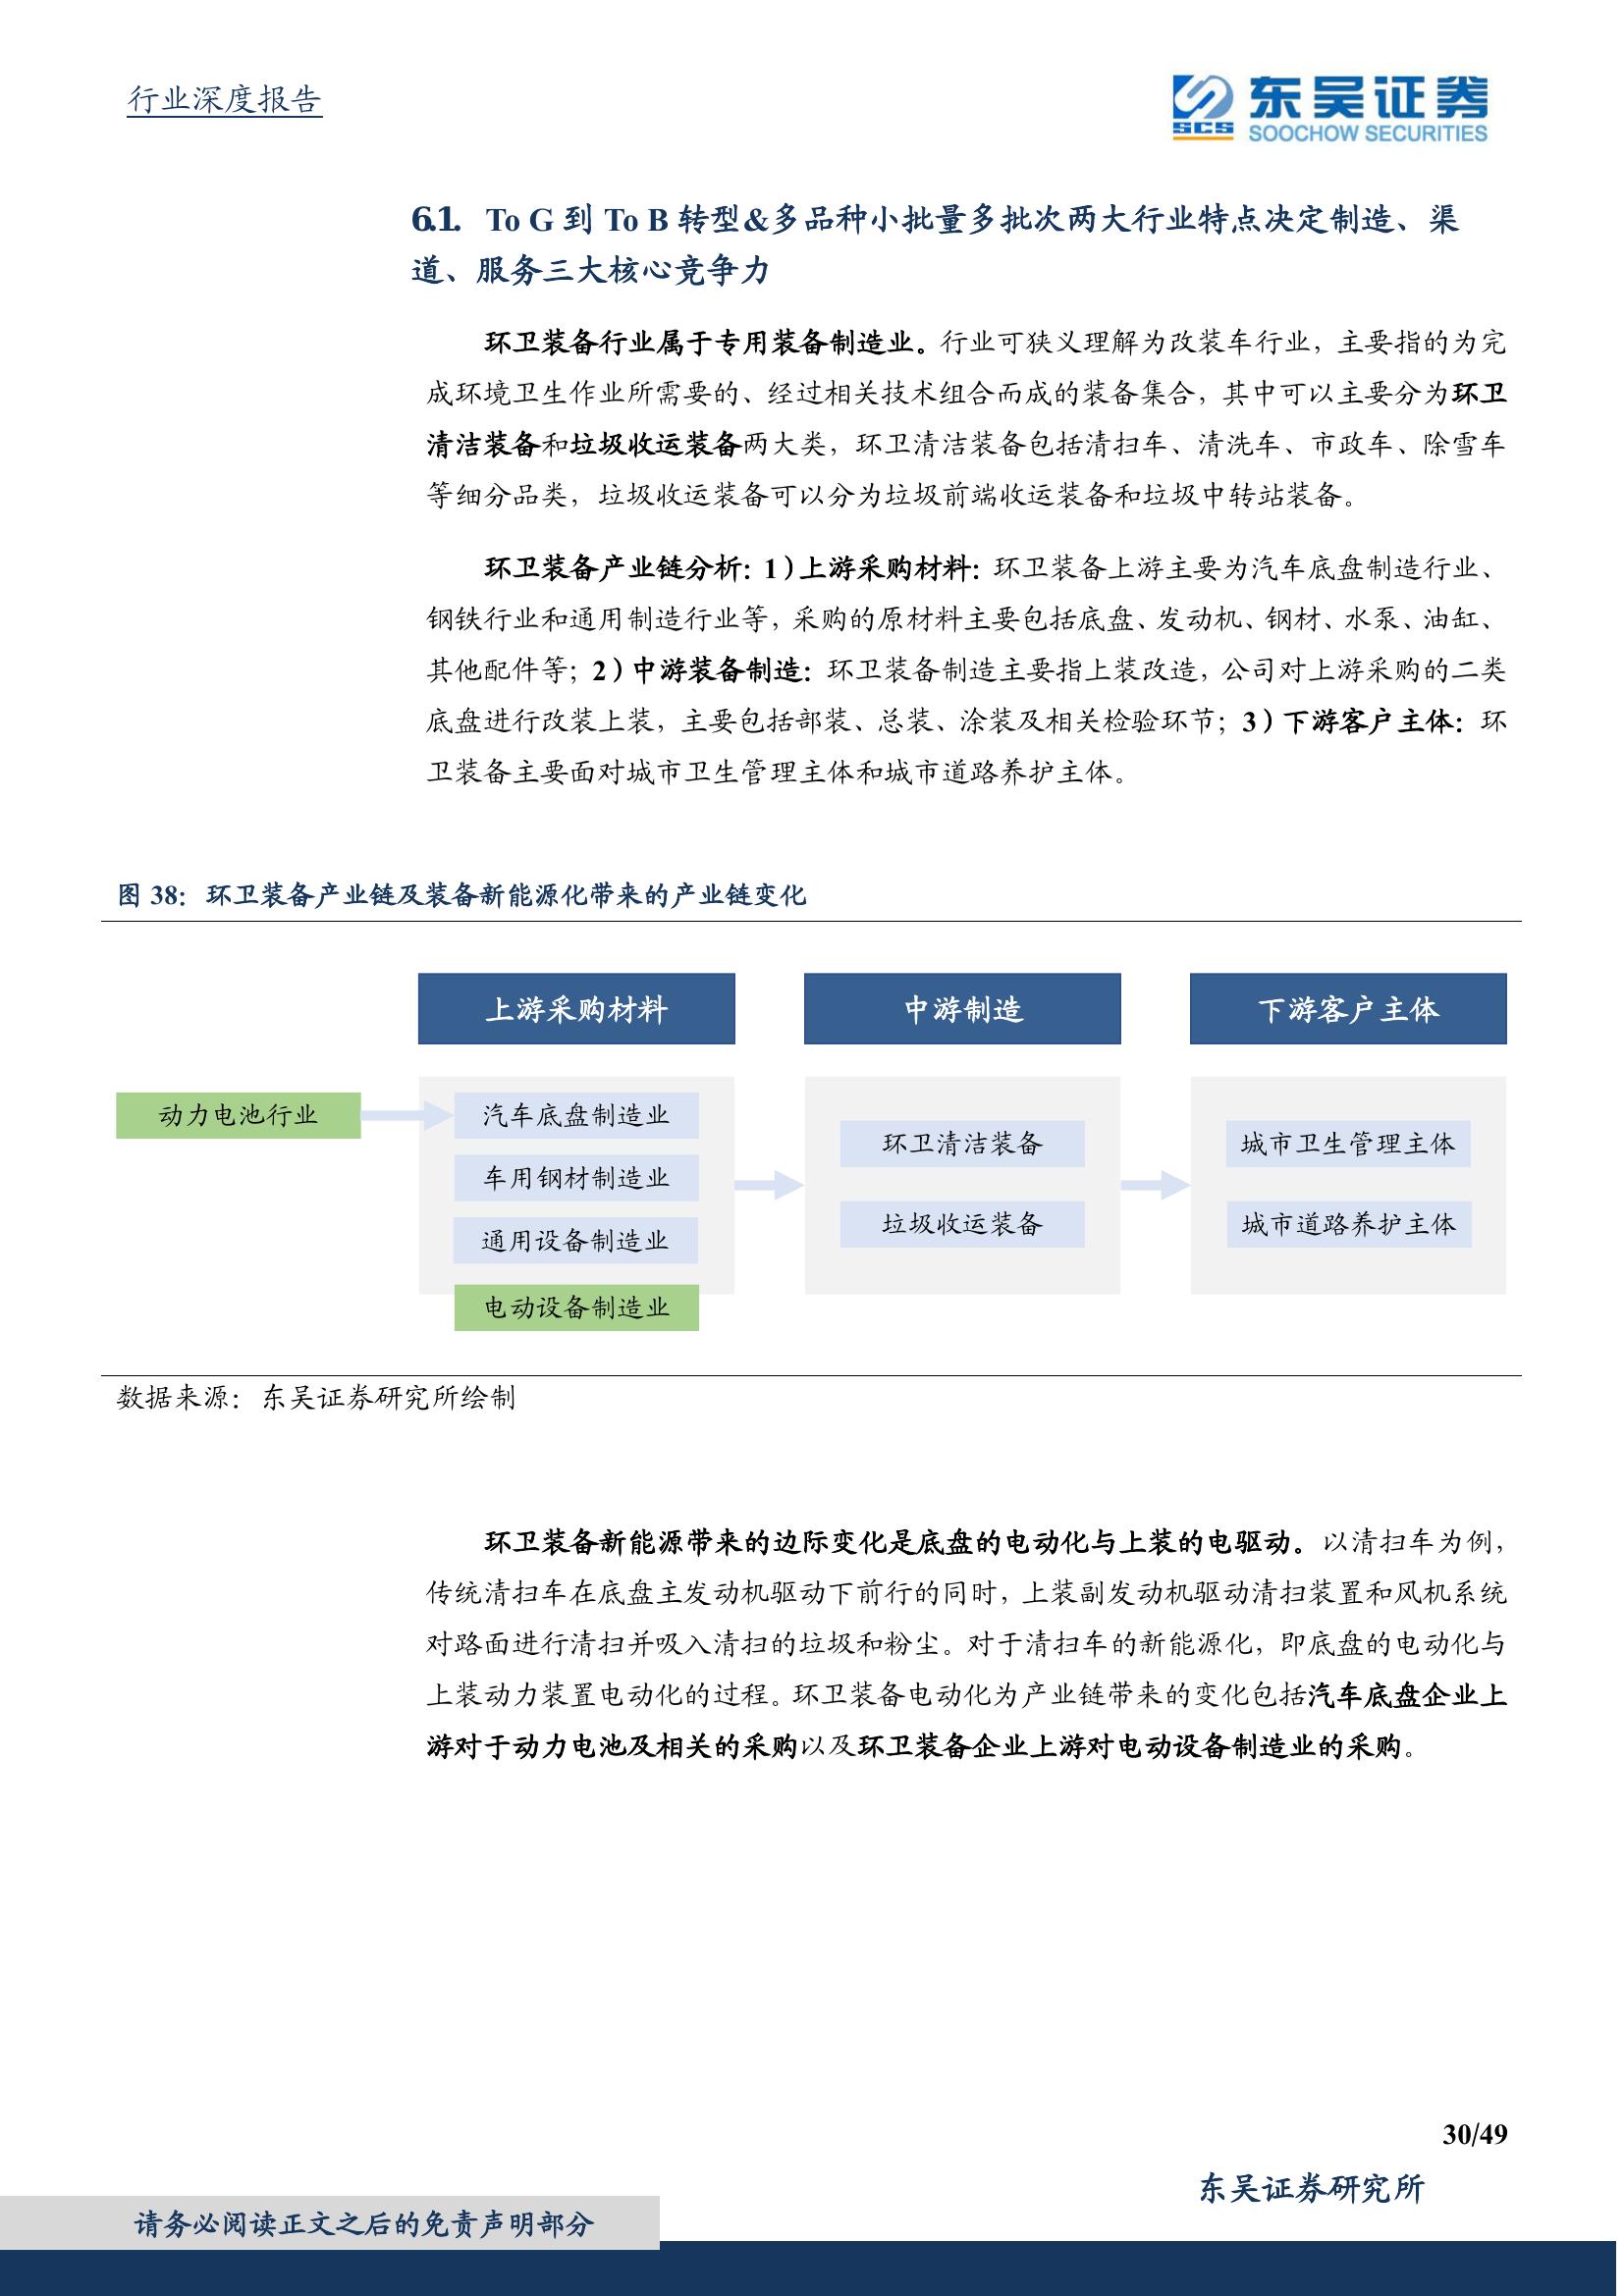 行业深度报告
SCS
东吴证券
SOOCHOW SECURITIES
6.1. To G 到 To B 转型&多品种小批量多批次两大行业特点决定制造、渠
道、服务三大核心竞争力
环卫装备行业属于专用装备制造业。行业可狭义理解为改装车行业，主要指的为完
成环境卫生作业所需要的、经过相关技术组合而成的装备集合，其中可以主要分为环卫
清洁装备和垃圾收运装备两大类，环卫清洁装备包括清扫车、清洗车、市政车、除雪车
等细分品类，垃圾收运装备可以分为垃圾前端收运装备和垃圾中转站装备。
环卫装备产业链分析：1）上游采购材料：环卫装备上游主要为汽车底盘制造行业、
钢铁行业和通用制造行业等，采购的原材料主要包括底盘、发动机、钢材、水泵、油缸、
其他配件等；2）中游装备制造：环卫装备制造主要指上装改造，公司对上游采购的二类
底盘进行改装上装，主要包括部装、总装、涂装及相关检验环节；3）下游客户主体：环
卫装备主要面对城市卫生管理主体和城市道路养护主体。
图 38：环卫装备产业链及装备新能源化带来的产业链变化
上游采购材料
中游制造
下游客户主体
动力电池行业
汽车底盘制造业
车用钢材制造业
通用设备制造业
电动设备制造业
环卫清洁装备
垃圾收运装备
城市卫生管理主体
城市道路养护主体
数据来源：东吴证券研究所绘制
环卫装备新能源带来的边际变化是底盘的电动化与上装的电驱动。以清扫车为例，
传统清扫车在底盘主发动机驱动下前行的同时，上装副发动机驱动清扫装置和风机系统
对路面进行清扫并吸入清扫的垃圾和粉尘。对于清扫车的新能源化，即底盘的电动化与
上装动力装置电动化的过程。环卫装备电动化为产业链带来的变化包括汽车底盘企业上
游对于动力电池及相关的采购以及环卫装备企业上游对电动设备制造业的采购。
30/49
东吴证券研究所
请务必阅读正文之后的免责声明部分